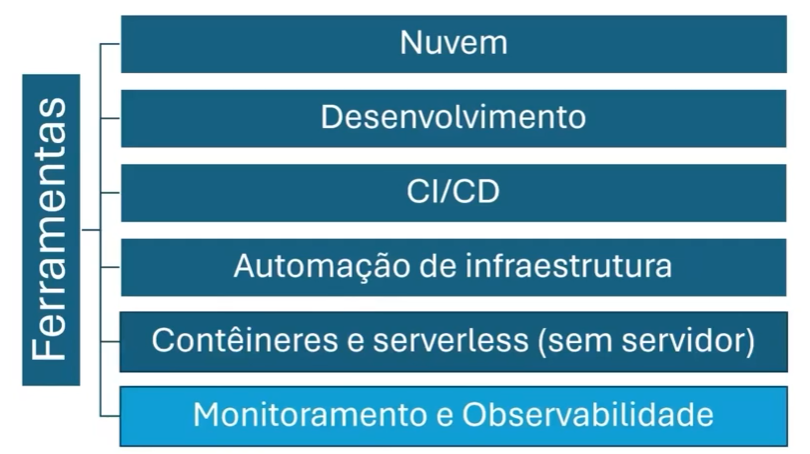 Ferramentas
Nuvem
Desenvolvimento
CI/CD
Automação de infraestrutura
Contêineres e serverless (sem servidor)
Monitoramento e Observabilidade